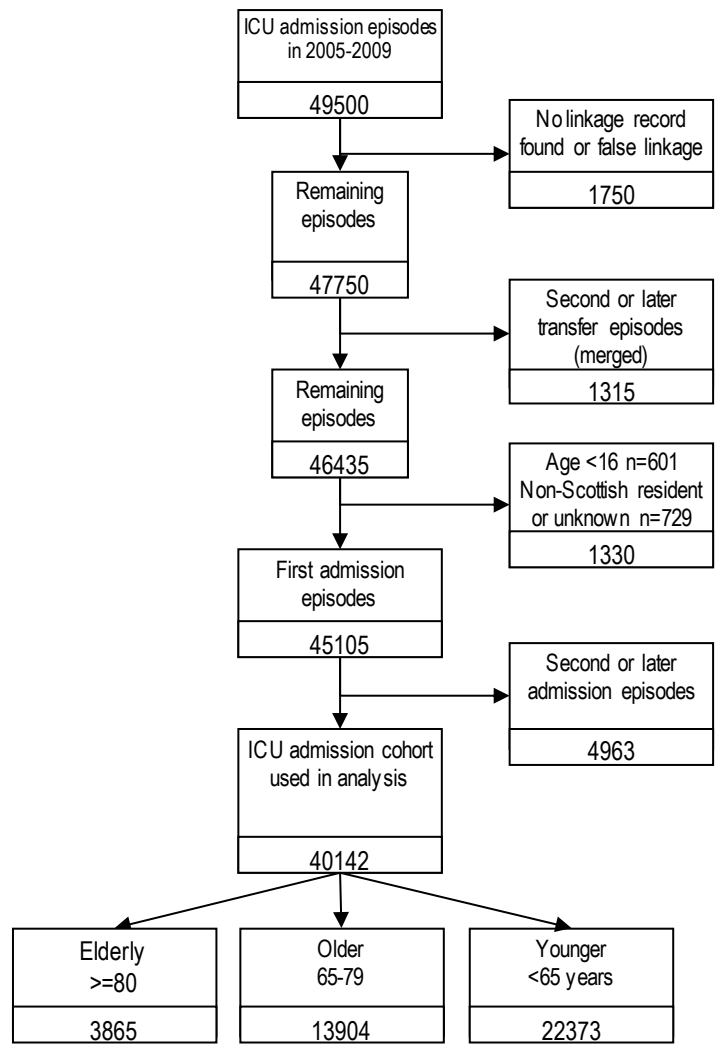 ICU admission episodes
in 2005-2009
49500
No linkage record
found or false linkage
1750
Remaining
episodes
47750
Second or later
transfer episodes
(merged)
1315
Remaining
episodes
46435
Age <16 n=601
Non-Scottish resident
or unknown n=729
1330
First admission
episodes
45105
Second or later
admission episodes
4963
ICU admission cohort
used in analysis
40142
Elderly
>=80
3865
Older
65-79
13904
Younger
<65 years
22373